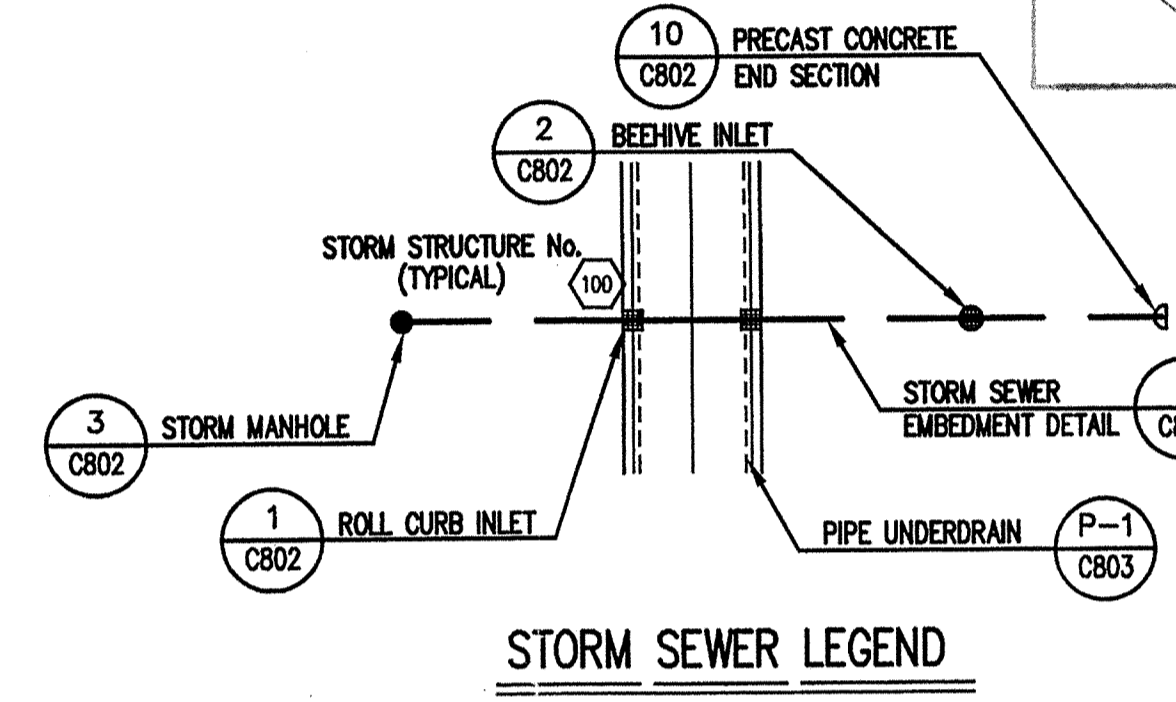 10
C802
PRECAST CONCRETE
END SECTION
2
C802
BEEHIVE INLET
STORM STRUCTURE No.
(TYPICAL)
100
3
C802
STORM MANHOLE
STORM SEWER
EMBEDMENT DETAIL
1
C802
ROLL CURB INLET
PIPE UNDERDRAIN
P-1
C803
STORM SEWER LEGEND